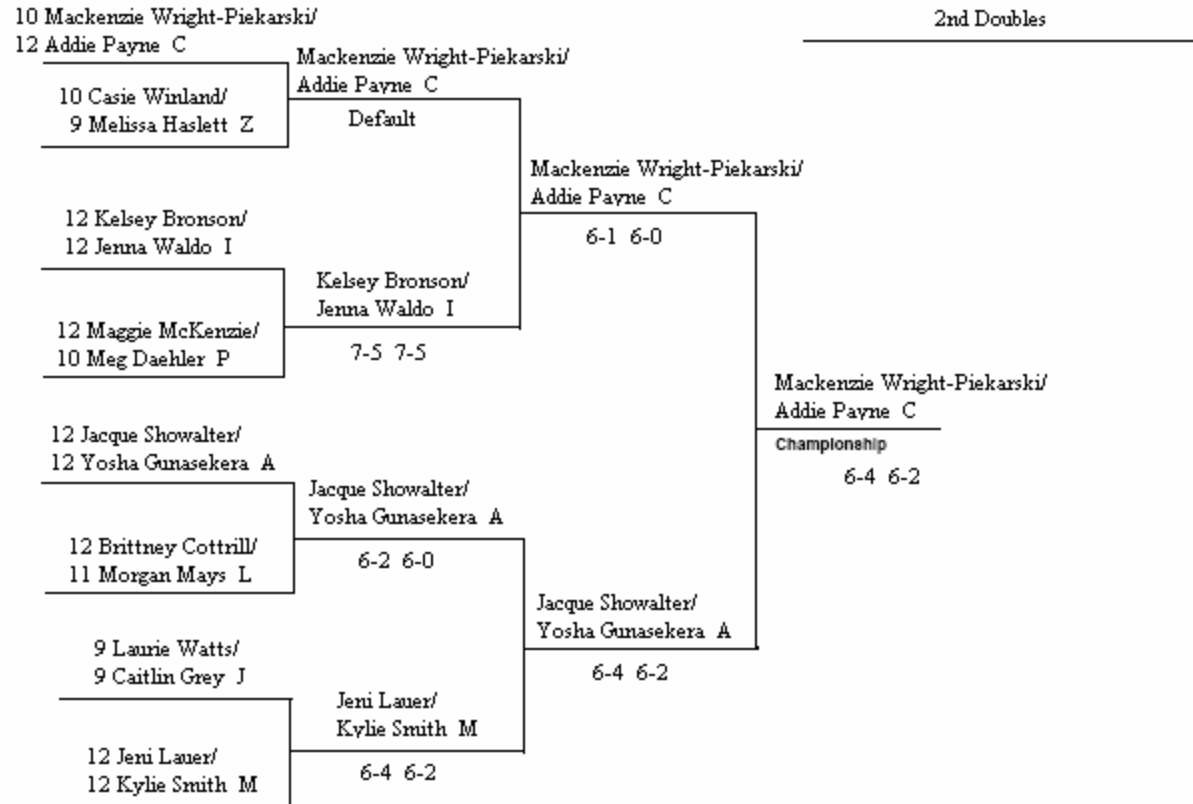 10 Mackenzie Wright-Piekarski/
12 Addie Payne C
2nd Doubles
Mackenzie Wright-Piekarski/
Addie Payne C
Default
10 Casie Winland/
9 Melissa Haslett Z
Mackenzie Wright-Piekarski/
Addie Payne C
6-1 6-0
12 Kelsey Bronson/
12 Jenna Waldo I
Kelsey Bronson/
Jenna Waldo I
7-5 7-5
12 Maggie McKenzie/
10 Meg Daehler P
Mackenzie Wright-Piekarski/
Addie Payne C
Championship
6-4 6-2
12 Jacque Showalter/
12 Yosha Gunasekera A
Jacque Showalter/
Yosha Gunasekera A
6-2 6-0
12 Brittney Cottrill/
11 Morgan Mays L
Jacque Showalter/
Yosha Gunasekera A
6-4 6-2
9 Laurie Watts/
9 Caitlin Grey J
Jeni Lauer/
Kylie Smith M
6-4 6-2
12 Jeni Lauer/
12 Kylie Smith M